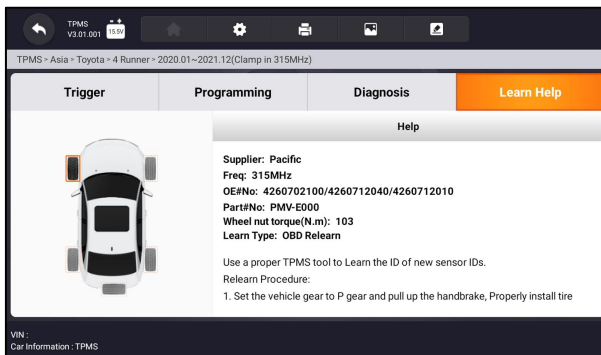 TPMS
V3.01.001
15.5V
TPMS > Asia > Toyota > 4 Runner > 2020.01~2021.12(Clamp in 315MHz)
Trigger
Programming
Diagnosis
Learn Help
Help
Supplier: Pacific
Freq: 315MHz
OE#No: 4260702100/4260712040/4260712010
Part#No: PMV-E000
Wheel nut torque(N.m): 103
Learn Type: OBD Relearn
Use a proper TPMS tool to Learn the ID of new sensor IDs.
Relearn Procedure:
1. Set the vehicle gear to P gear and pull up the handbrake, Properly install tire
VIN :
Car Information : TPMS